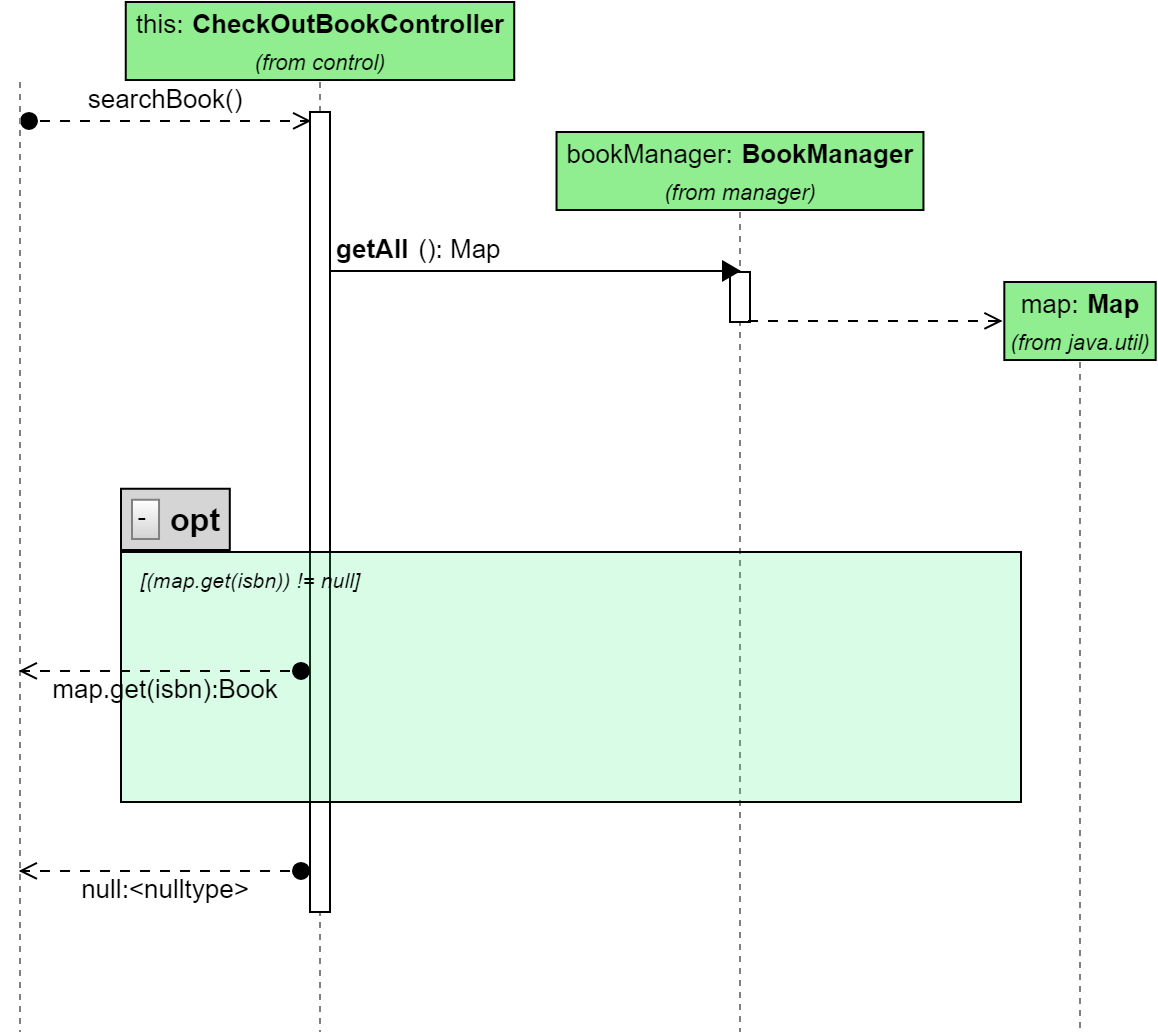 this: CheckOutBookController
(from control)
searchBook()
bookManager: BookManager
(from manager)
getAll (): Map
map: Map
(from java.util)
- opt
[(map.get(isbn)) != null]
map.get(isbn):Book
null:<nulltype>